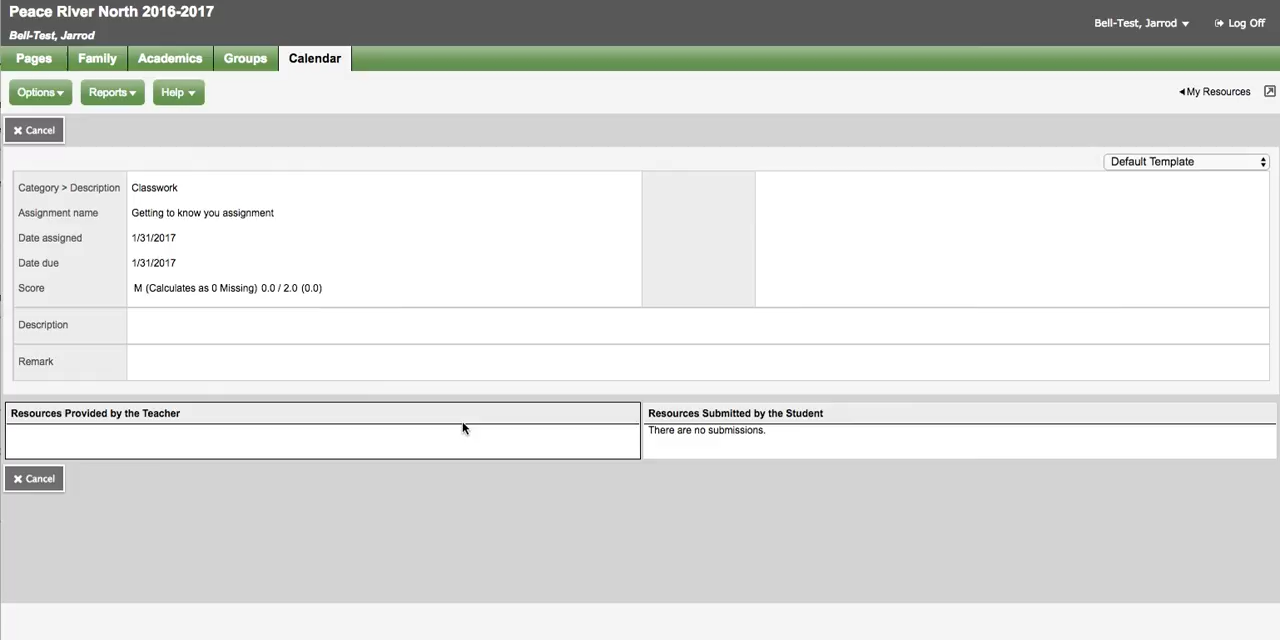 Peace River North 2016-2017
Bell-Test, Jarrod
Bell-Test, Jarrod
Log Off
Pages
Family
Academics
Groups
Calendar
Options
Reports
Help
My Resources
Cancel
Default Template
Category > Description Classwork
Assignment name Getting to know you assignment
Date assigned 1/31/2017
Date due 1/31/2017
Score M (Calculates as 0 Missing) 0.0 / 2.0 (0.0)
Description
Remark
Resources Provided by the Teacher
Resources Submitted by the Student
There are no submissions.
Cancel